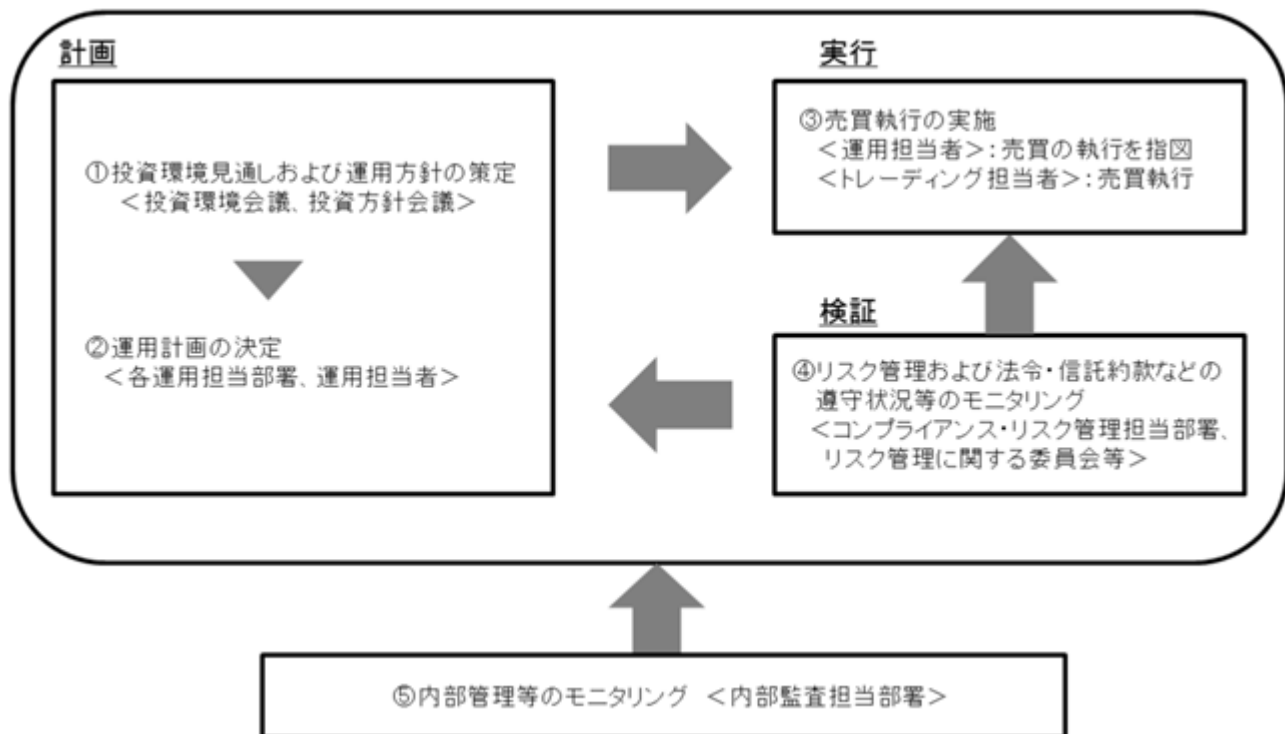 計画
①投資環境見通しおよび運用方針の策定
＜投資環境会議、投資方針会議＞
②運用計画の決定
＜各運用担当部署、運用担当者＞
実行
③売買執行の実施
＜運用担当者＞：売買の執行を指図
＜トレーディング担当者＞：売買執行
検証
④リスク管理および法令・信託約款などの
遵守状況等のモニタリング
＜コンプライアンス・リスク管理担当部署、
リスク管理に関する委員会等＞
⑤内部管理等のモニタリング ＜内部監査担当部署＞